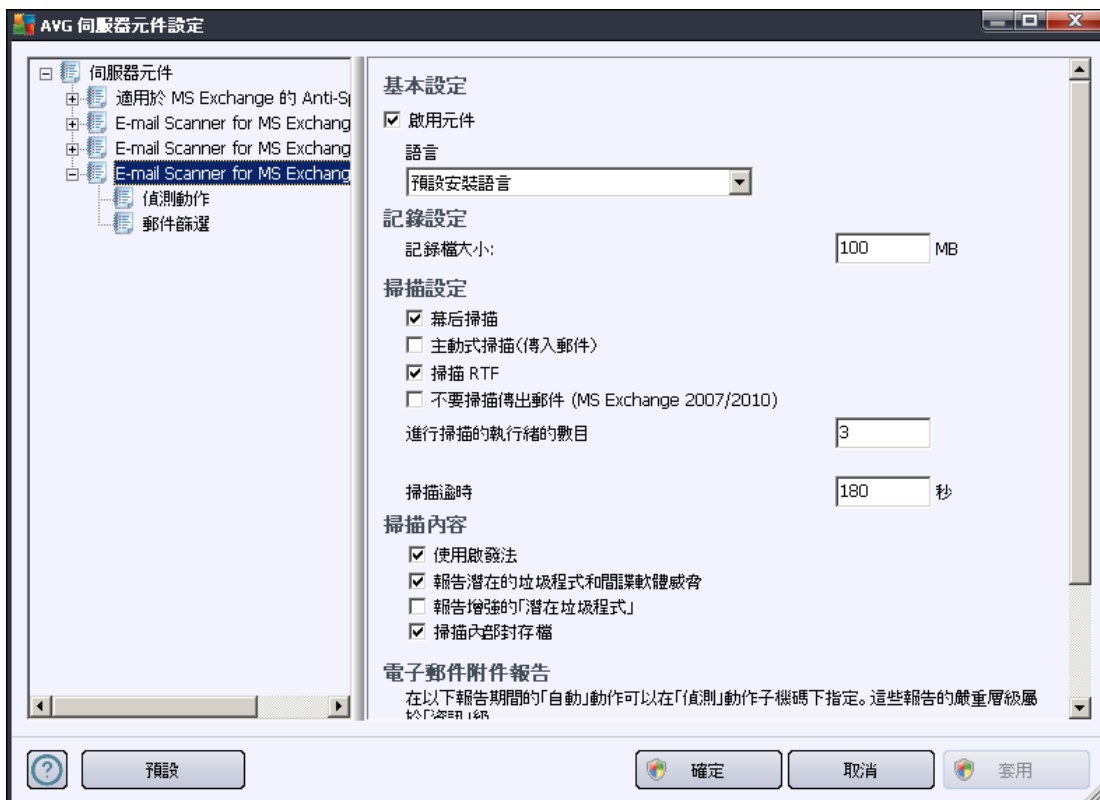 AVG 伺服器元件設定
伺服器元件
適用於 MS Exchange 的 Anti-S
E-mail Scanner for MS Exchang
E-mail Scanner for MS Exchang
E-mail Scanner for MS Exchang
偵測動作
郵件篩選
基本設定
啟用元件
語言
預設安裝語言
記錄設定
記錄檔大小: 100 MB
掃描設定
幕后掃描
主動式掃描(傳入郵件)
掃描 RTF
不要掃描傳出郵件 (MS Exchange 2007/2010)
進行掃描的執行緒的數目 3
掃描逾時 180 秒
掃描內容
使用啟發法
報告潛在的垃圾程式和間諜軟體威脅
報告增強的「潛在垃圾程式」
掃描內部封存檔
電子郵件附件報告
在以下報告期間的「自動」動作可以在「偵測」動作子機碼下指定。這些報告的嚴重層級屬
於「資訊」級
預設
確定
取消
套用